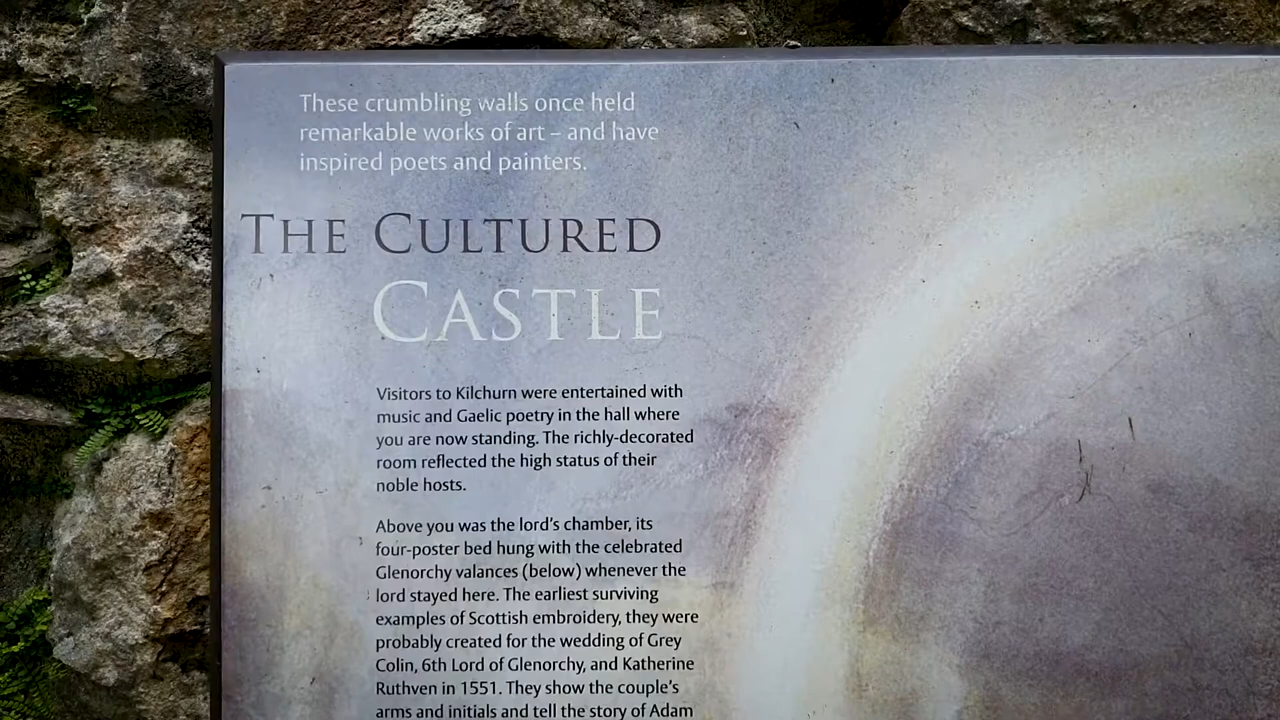 These crumbling walls once held
remarkable works of art – and have
inspired poets and painters.
THE CULTURED
CASTLE
Visitors to Kilchurn were entertained with
music and Gaelic poetry in the hall where
you are now standing. The richly-decorated
room reflected the high status of their
noble hosts.
Above you was the lord's chamber, its
four-poster bed hung with the celebrated
Glenorchy valances (below) whenever the
lord stayed here. The earliest surviving
examples of Scottish embroidery, they were
probably created for the wedding of Grey
Colin, 6th Lord of Glenorchy, and Katherine
Ruthven in 1551. They show the couple's
arms and initials and tell the story of Adam